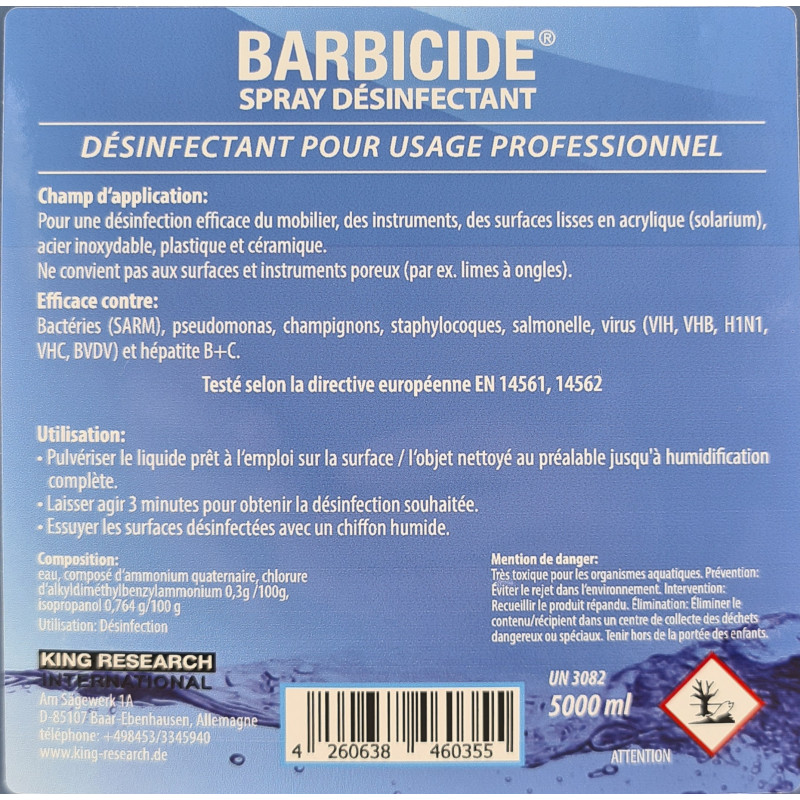 BARBICIDE®
SPRAY DÉSINFECTANT
DÉSINFECTANT POUR USAGE PROFESSIONNEL
Champ d'application:
Pour une désinfection efficace du mobilier, des instruments, des surfaces lisses en acrylique (solarium),
acier inoxydable, plastique et céramique.
Ne convient pas aux surfaces et instruments poreux (par ex. limes à ongles).
Efficace contre:
Bactéries (SARM), pseudomonas, champignons, staphylocoques, salmonelle, virus (VIH, VHB, H1N1,
VHC, BVDV) et hépatite B+C.
Testé selon la directive européenne EN 14561, 14562
Utilisation:
• Pulvériser le liquide prêt à l'emploi sur la surface / l'objet nettoyé au préalable jusqu'à humidification
complète.
• Laisser agir 3 minutes pour obtenir la désinfection souhaitée.
• Essuyer les surfaces désinfectées avec un chiffon humide.
Composition:
eau, composé d'ammonium quaternaire, chlorure
d'alkyldiméthylbenzylammonium 0,3g /100g,
isopropanol 0,764 g/100 g
Utilisation: Désinfection
Mention de danger:
Très toxique pour les organismes aquatiques. Prévention:
Éviter le rejet dans l'environnement. Intervention:
Recueillir le produit répandu. Élimination: Éliminer le
contenu/récipient dans un centre de collecte des déchets
dangereux ou spéciaux. Tenir hors de la portée des enfants.
KING RESEARCH
INTERNATIONAL
Am Sägewerk 1A
D-85107 Baar-Ebenhausen, Allemagne
téléphone: +498453/3345940
www.king-research.de
4 260638 460355
UN 3082
5000 ml
ATTENTION